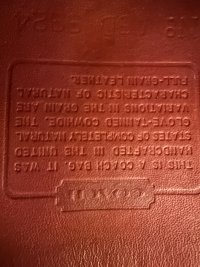 COACH
THIS IS A COACH BAG. IT WAS
HANDCRAFTED IN THE UNITED
STATES OF COMPLETELY NATURAL
GLOVE-TANNED COWHIDE. THE
VARIATIONS IN THE GRAIN ARE
CHARACTERISTIC OF NATURAL
FULL-GRAIN LEATHER.